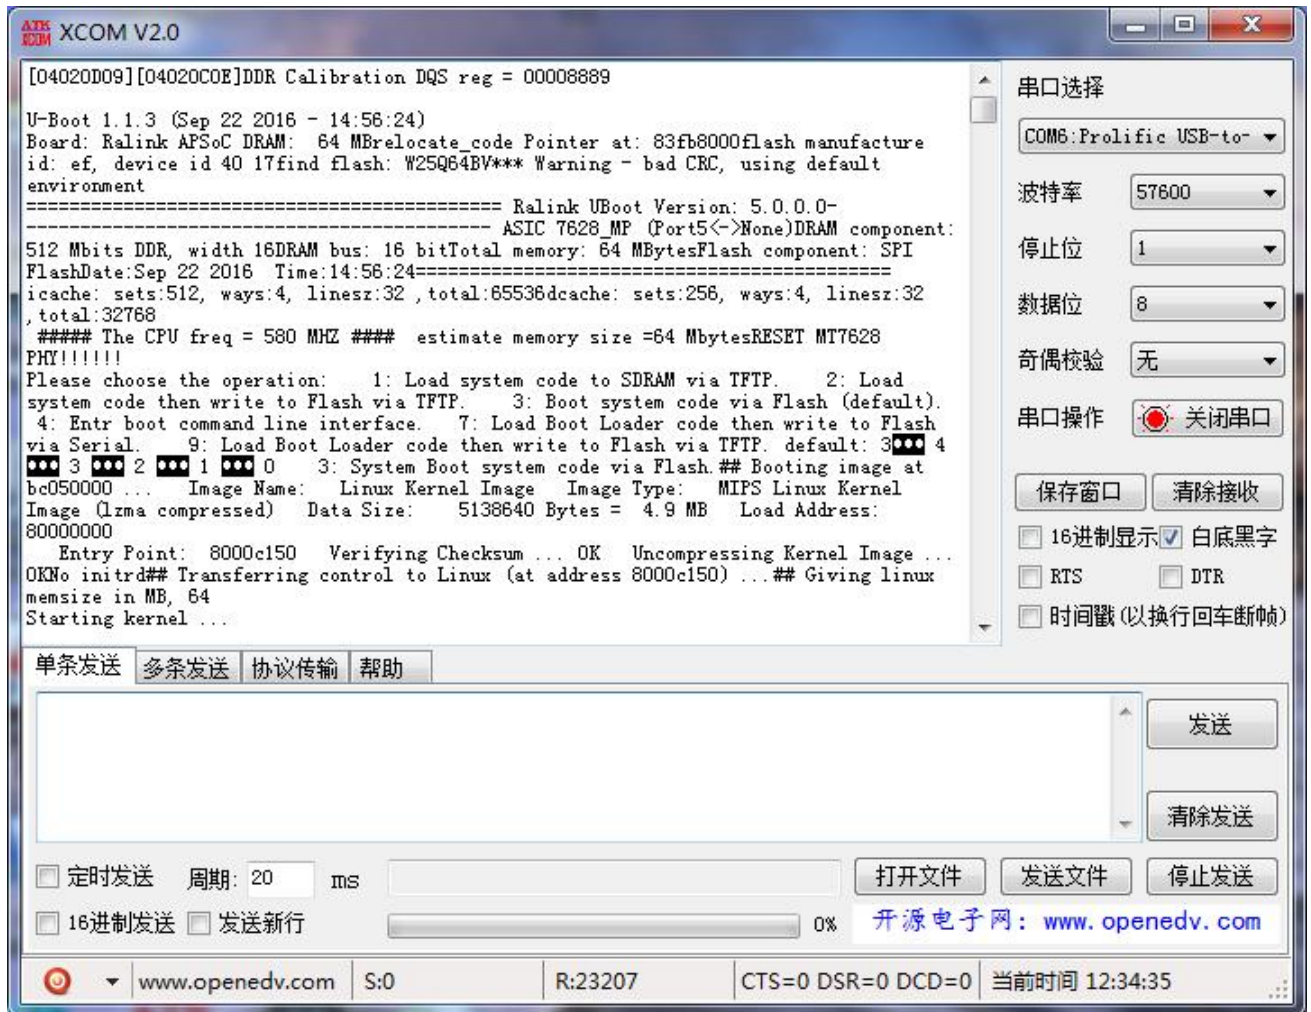 XCOM V2.0
[04020D09][04020C0E]DDR Calibration DQS reg = 00008889
U-Boot 1.1.3 (Sep 22 2016 - 14:56:24)
Board: Ralink APSoC DRAM:  64 MBrelocate_code Pointer at: 83fb8000flash manufacture
id: ef, device id 40 17find flash: W25Q64BV*** Warning - bad CRC, using default
environment
============================================ Ralink UBoot Version: 5.0.0.0-
-------------------------------------------- ASIC 7628_MP (Port5<->None)DRAM component:
512 Mbits DDR, width 16DRAM bus: 16 bitTotal memory: 64 MBytesFlash component: SPI
FlashDate:Sep 22 2016  Time:14:56:24============================================
icache: sets:512, ways:4, linesz:32 ,total:65536dcache: sets:256, ways:4, linesz:32
,total:32768
##### The CPU freq = 580 MHZ ####  estimate memory size =64 MbytesRESET MT7628
PHY!!!!!!
Please choose the operation:    1: Load system code to SDRAM via TFTP.    2: Load
system code then write to Flash via TFTP.    3: Boot system code via Flash (default).
4: Entr boot command line interface.   7: Load Boot Loader code then write to Flash
via Serial.    9: Load Boot Loader code then write to Flash via TFTP. default: 3 4
3 2 1 0    3: System Boot system code via Flash.## Booting image at
bc050000 ...   Image Name:   Linux Kernel Image   Image Type:   MIPS Linux Kernel
Image (lzma compressed)   Data Size:    5138640 Bytes =  4.9 MB   Load Address:
80000000
Entry Point:  8000c150   Verifying Checksum ... OK   Uncompressing Kernel Image ...
OKNo initrd## Transferring control to Linux (at address 8000c150) ...## Giving linux
memsize in MB, 64
Starting kernel ...
串口选择
COM6:Prolific USB-to-
波特率 57600
停止位 1
数据位 8
奇偶校验 无
串口操作 关闭串口
保存窗口 清除接收
16进制显示 白底黑字
RTS DTR
时间戳(以换行回车断帧)
单条发送 多条发送 协议传输 帮助
发送
清除发送
定时发送 周期: 20 ms 打开文件 发送文件 停止发送
16进制发送 发送新行 0% 开源电子网: www.openedv.com
www.openedv.com S:0 R:23207 CTS=0 DSR=0 DCD=0 当前时间 12:34:35